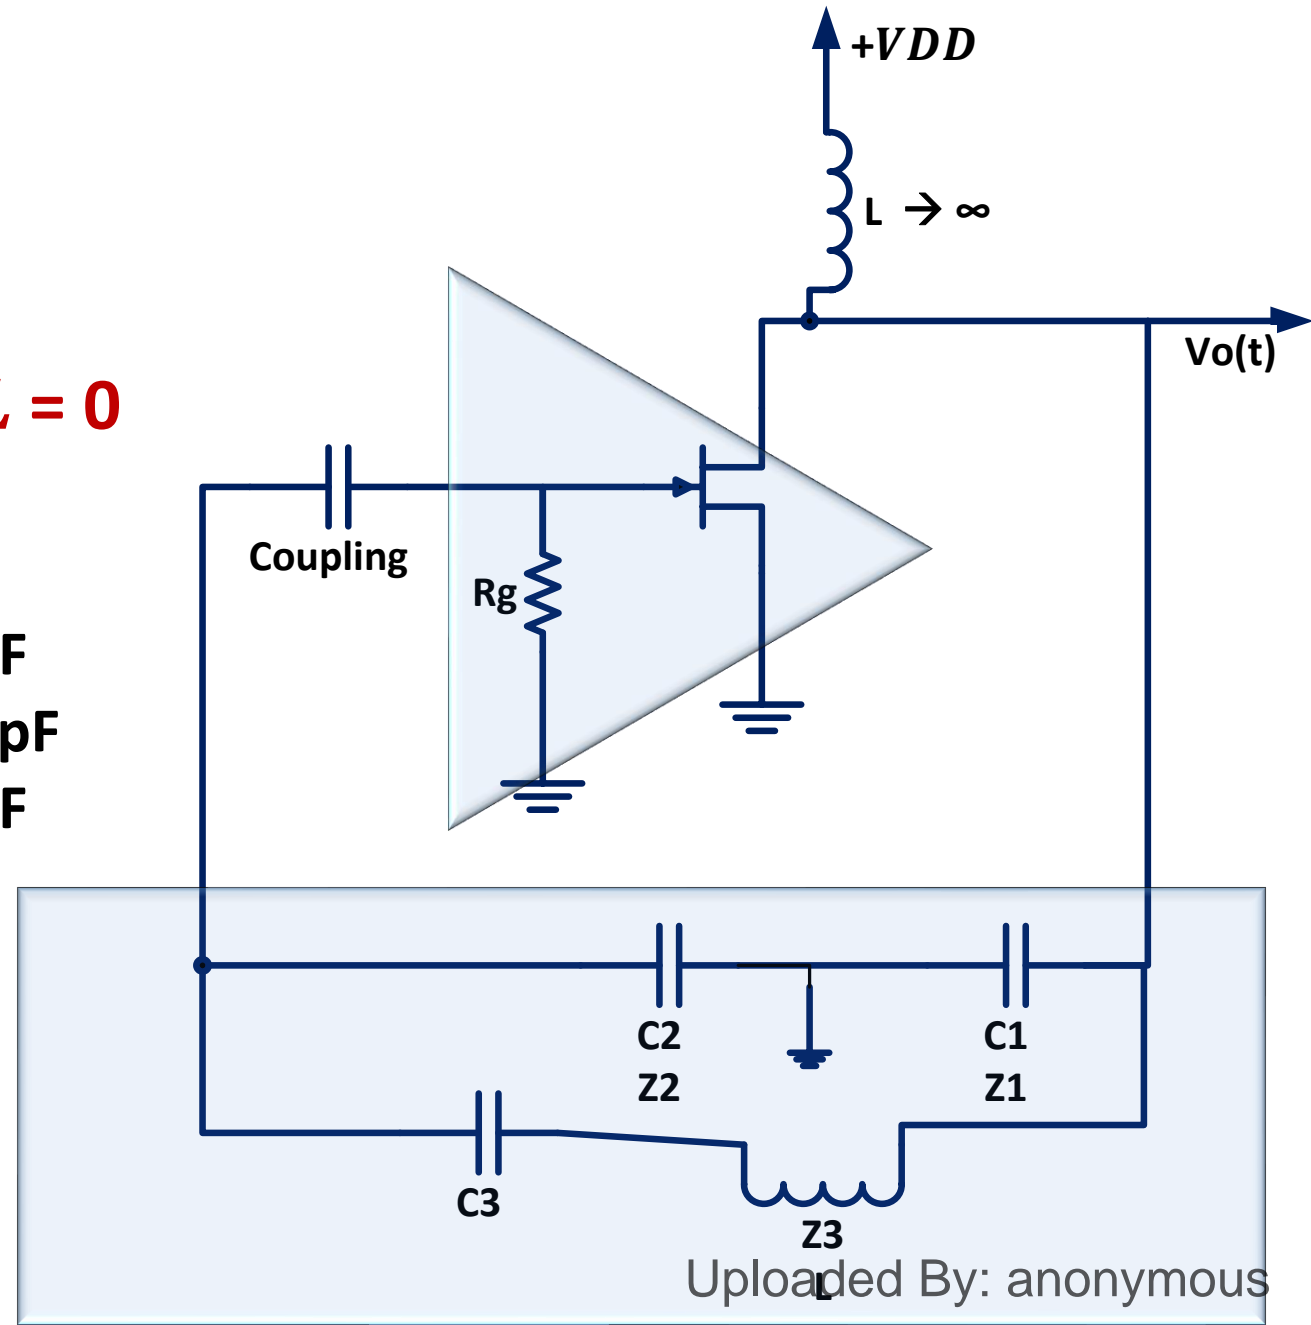 +VDD
L → ∞
Vo(t)
= 0
Coupling
Rg
F
pF
F
C2
C1
Z2
Z1
C3
Z3
L
Uploaded By: anonymous